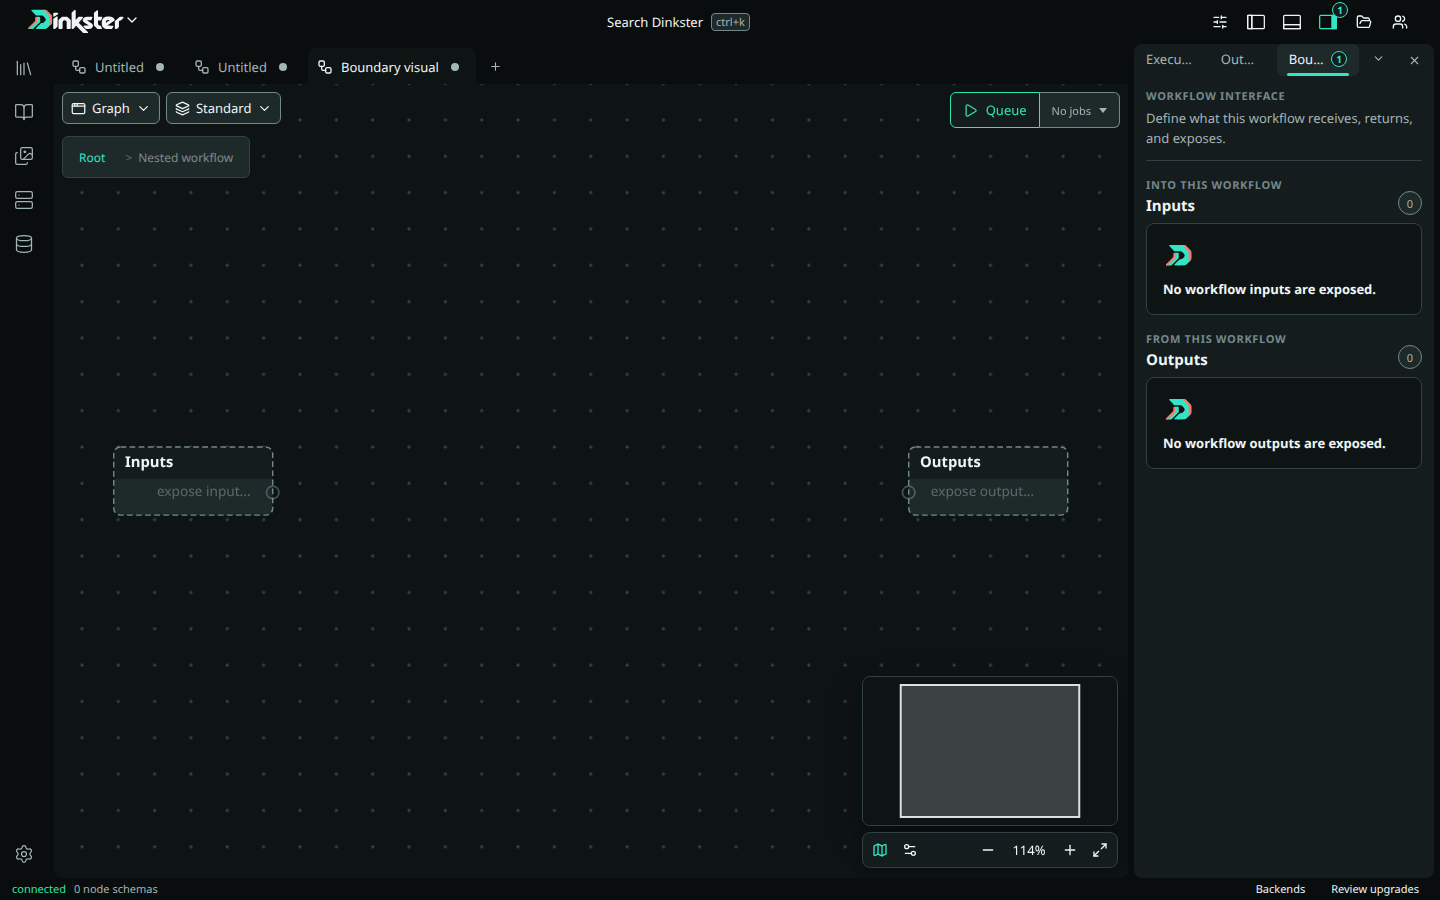 Dinkster
Search Dinkster ctrl+k
1
Untitled
Untitled
Boundary visual
Execu...
Out...
Bou... 1
Graph
Standard
Queue
No jobs
Root > Nested workflow
WORKFLOW INTERFACE
Define what this workflow receives, returns,
and exposes.
INTO THIS WORKFLOW
Inputs 0
No workflow inputs are exposed.
FROM THIS WORKFLOW
Outputs 0
No workflow outputs are exposed.
Inputs
expose input...
Outputs
expose output...
114%
connected 0 node schemas
Backends
Review upgrades